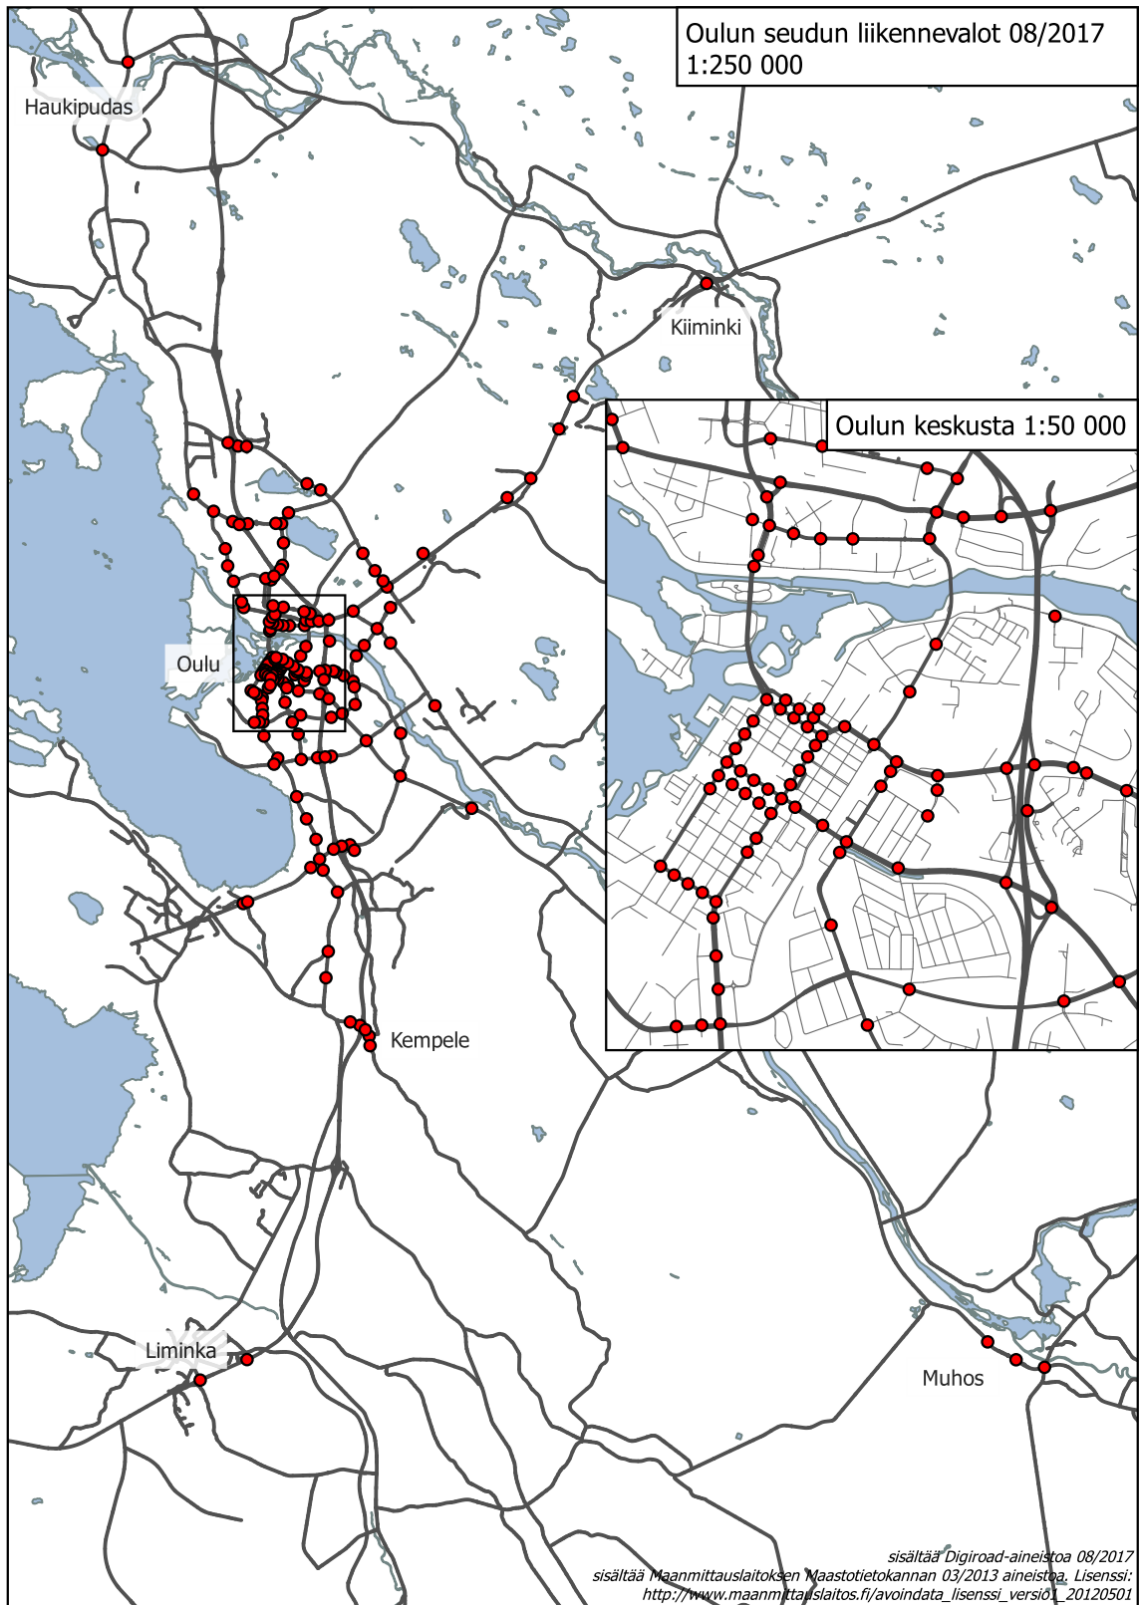 Oulun seudun liikennevalot 08/2017
1:250 000
Haukipudas
Kiiminki
Oulun keskusta 1:50 000
Oulu
Kempele
Liminka
Muhos
sisältää Digiroad-aineistoa 08/2017
sisältää Maanmittauslaitoksen Maastotietokannan 03/2013 aineistoa. Lisenssi:
http://www.maanmittauslaitos.fi/avoindata_lisenssi_versio1_20120501